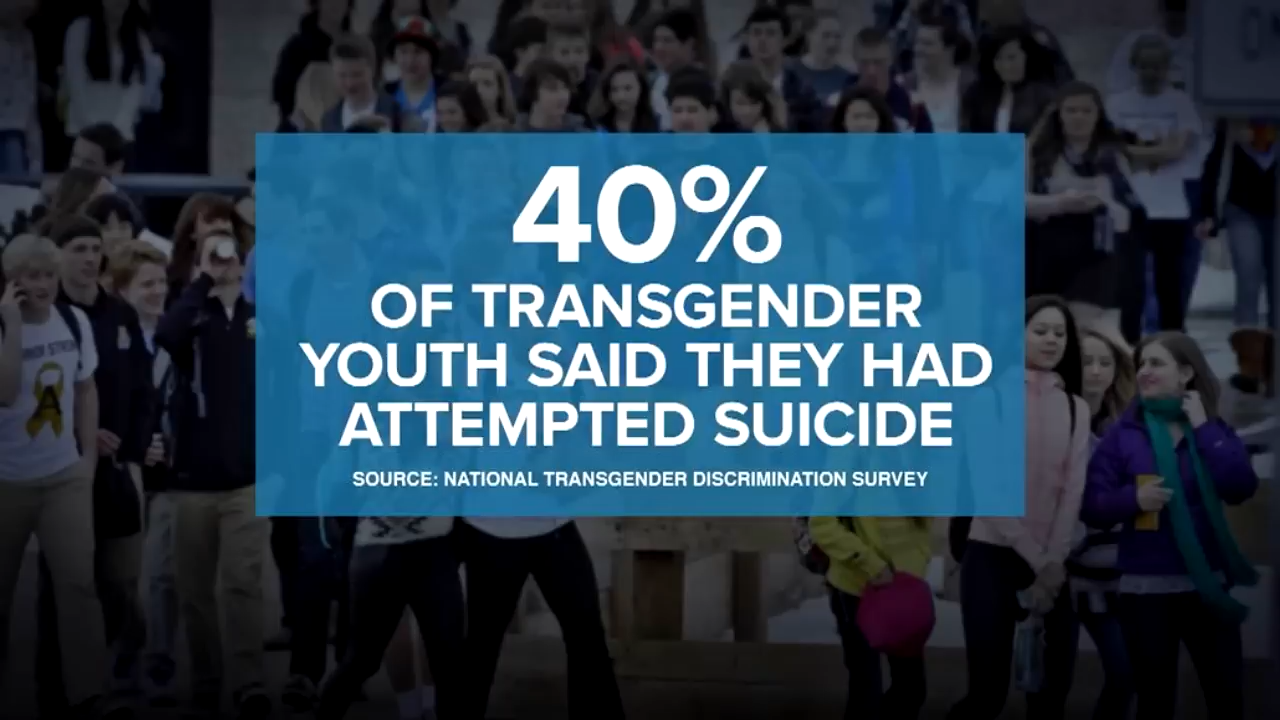 40%
OF TRANSGENDER
YOUTH SAID THEY HAD
ATTEMPTED SUICIDE
SOURCE: NATIONAL TRANSGENDER DISCRIMINATION SURVEY